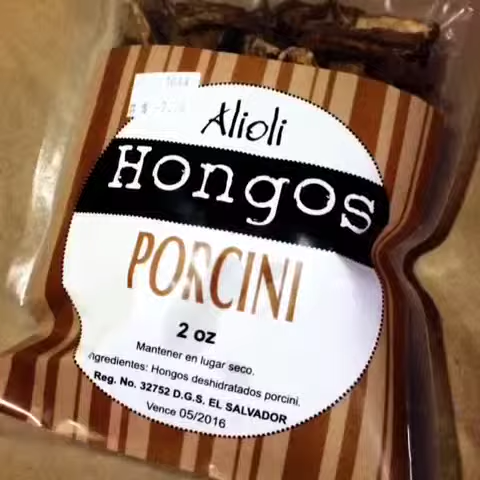 Alioli
Hongos
PORCINI
2 oz
Mantener en lugar seco.
Ingredientes: Hongos deshidratados porcini.
Reg. No. 32752 D.G.S. EL SALVADOR
Vence 05/2016